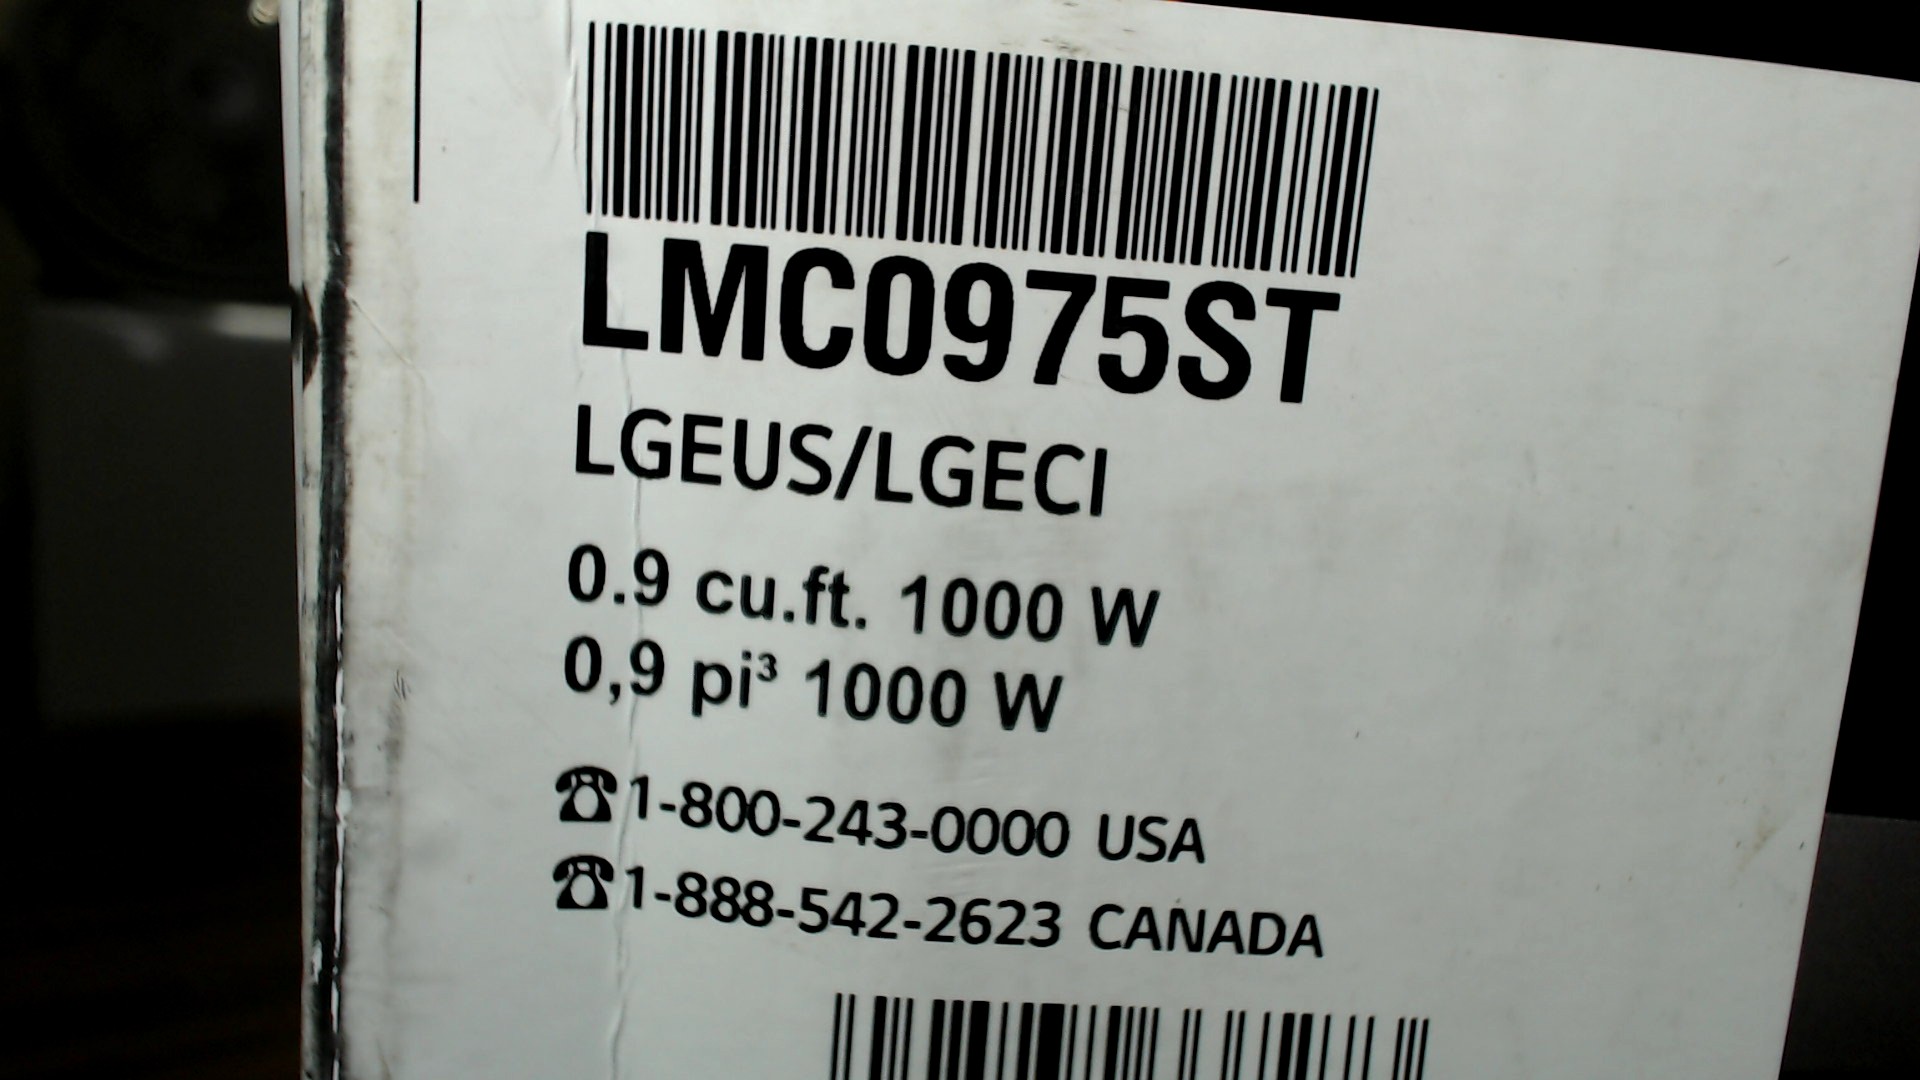 LMC0975ST
LGEUS/LGECI
0.9 cu.ft. 1000 W
0,9 pi³ 1000 W
☎1-800-243-0000 USA
☎1-888-542-2623 CANADA